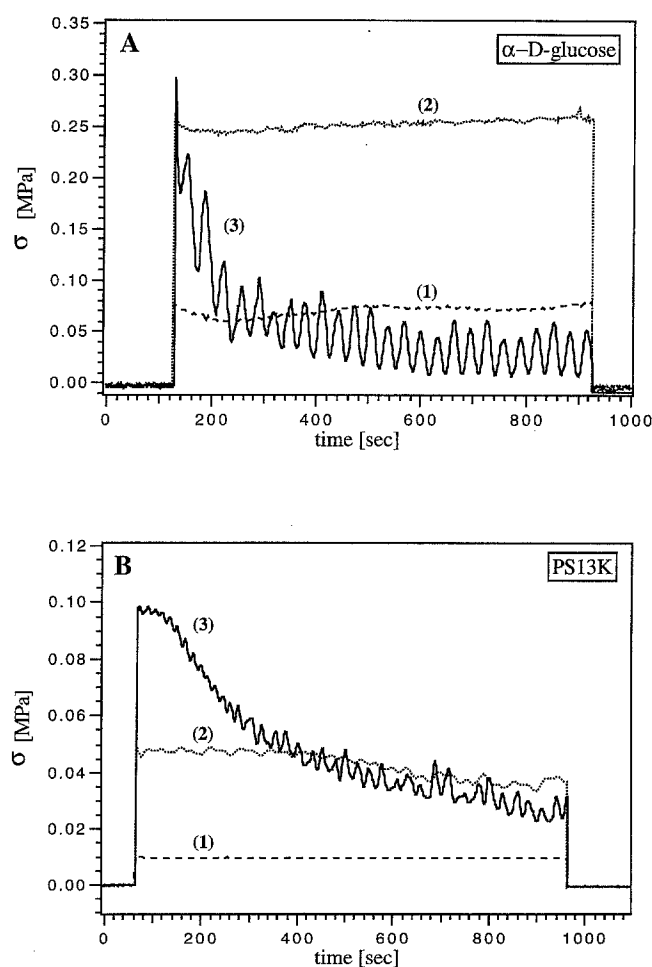 A
α–D-glucose
0.35
0.30
0.25
0.20
0.15
0.10
0.05
0.00
σ [MPa]
(2)
(3)
(1)
0 200 400 600 800 1000
time [sec]
B
PS13K
0.12
0.10
0.08
0.06
0.04
0.02
0.00
σ [MPa]
(3)
(2)
(1)
0 200 400 600 800 1000
time [sec]